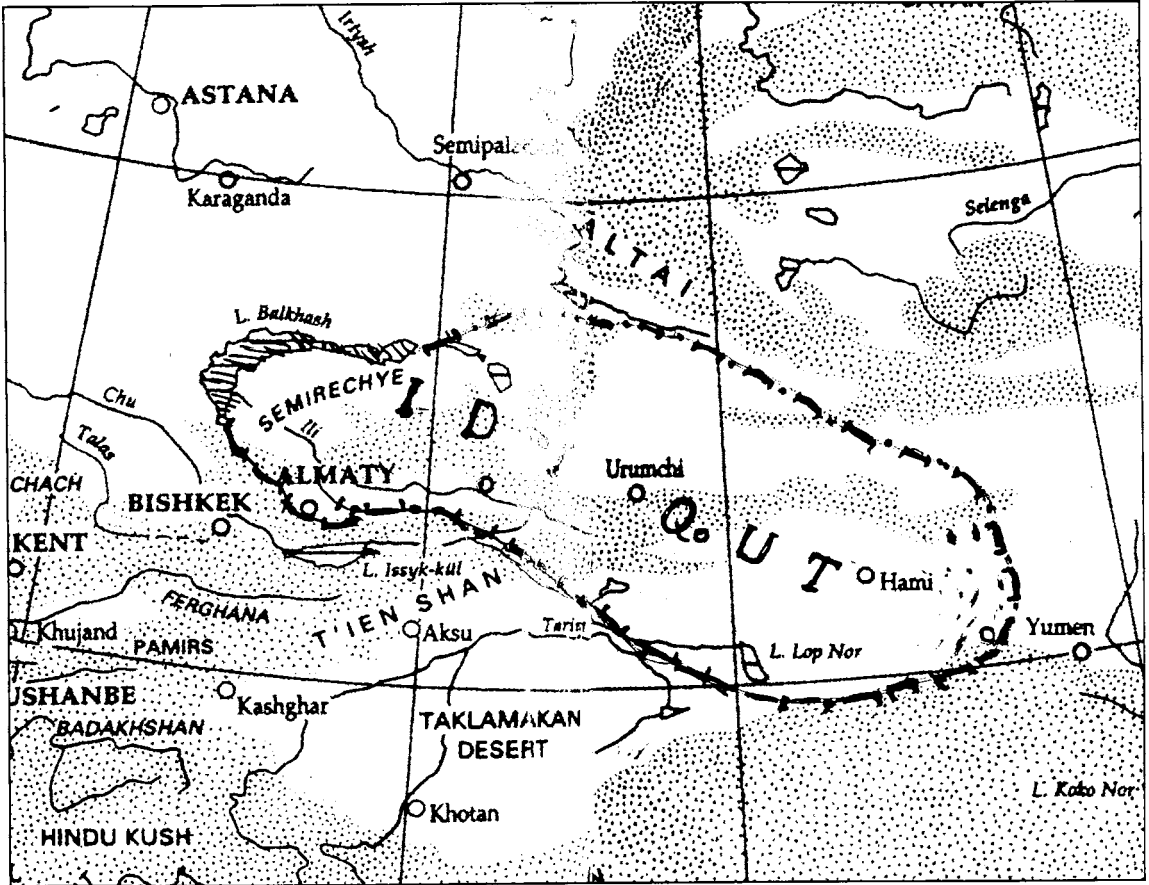 Irtysh
ASTANA
Semipal
Karaganda
Selenga
ALTAI
L. Balkhash
SEMIRECHYE
I D
Chu
Ili
Talas
Urumchi
ALMATY
CHACH
BISHKEK
Q U T
KENT
L. Issyk-kül
Hami
FERGHANA
T'IEN SHAN
Khujand
Aksu
Tarim
Yumen
PAMIRS
L. Lop Nor
USHANBE
Kashghar
BADAKHSHAN
TAKLAMAKAN
DESERT
L. Koko Nor
Khotan
HINDU KUSH